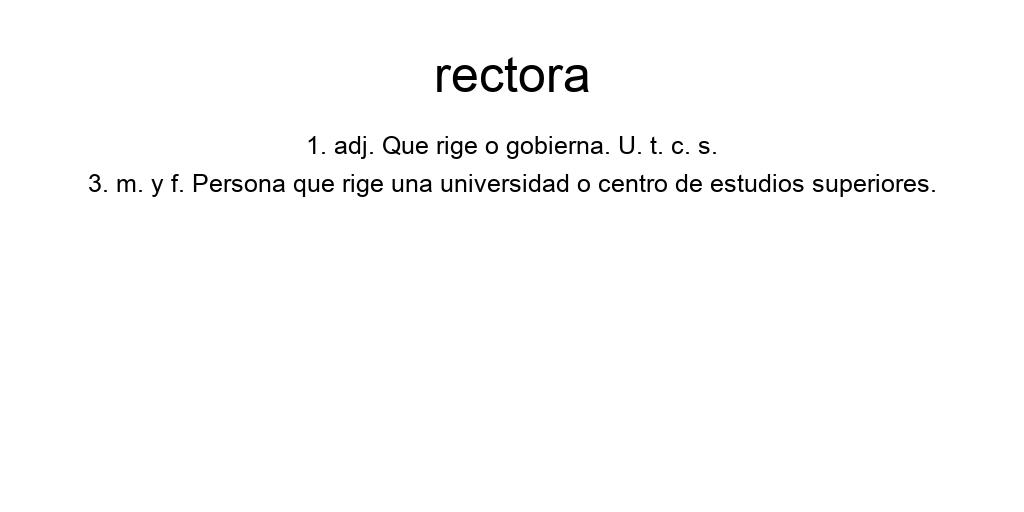 rectora
1. adj. Que rige o gobierna. U. t. c. s.
3. m. y f. Persona que rige una universidad o centro de estudios superiores.